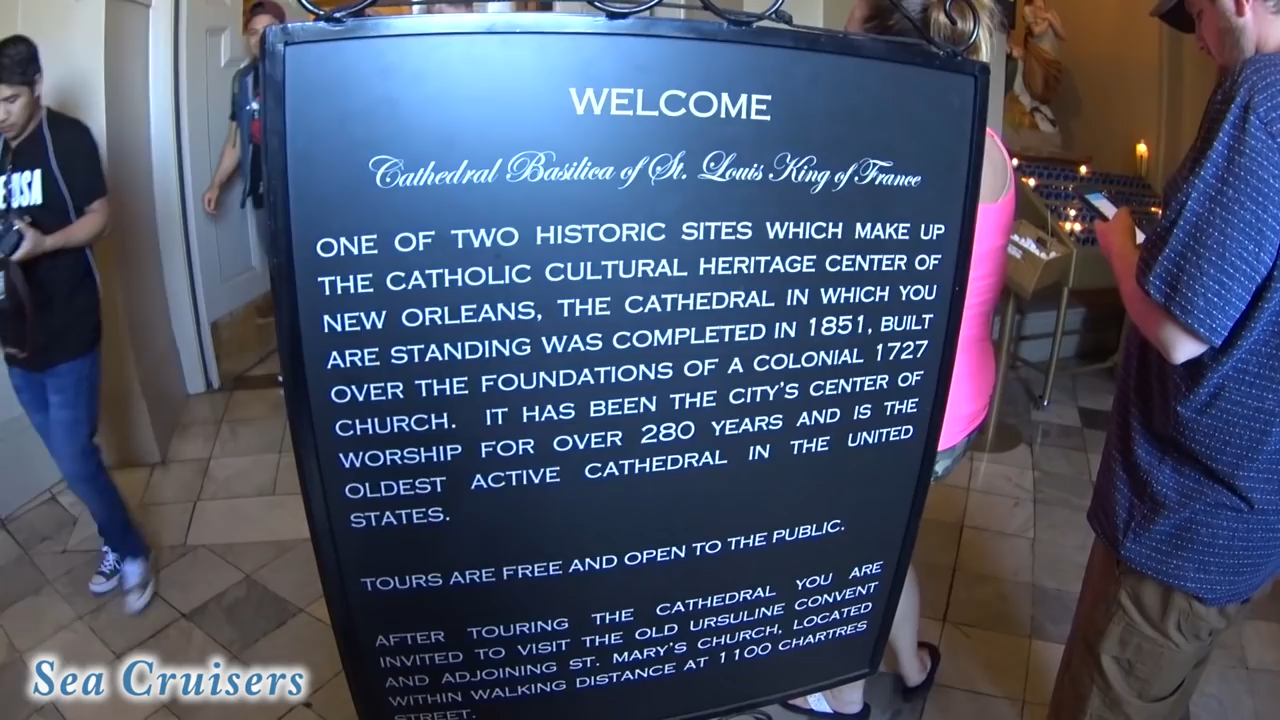 WELCOME
Cathedral Basilica of St. Louis King of France
ONE OF TWO HISTORIC SITES WHICH MAKE UP
THE CATHOLIC CULTURAL HERITAGE CENTER OF
NEW ORLEANS, THE CATHEDRAL IN WHICH YOU
ARE STANDING WAS COMPLETED IN 1851, BUILT
OVER THE FOUNDATIONS OF A COLONIAL 1727
CHURCH. IT HAS BEEN THE CITY'S CENTER OF
WORSHIP FOR OVER 280 YEARS AND IS THE
OLDEST ACTIVE CATHEDRAL IN THE UNITED
STATES.
TOURS ARE FREE AND OPEN TO THE PUBLIC.
AFTER TOURING THE CATHEDRAL YOU ARE
INVITED TO VISIT THE OLD URSULINE CONVENT
AND ADJOINING ST. MARY'S CHURCH, LOCATED
WITHIN WALKING DISTANCE AT 1100 CHARTRES
STREET.
USA
Sea Cruisers